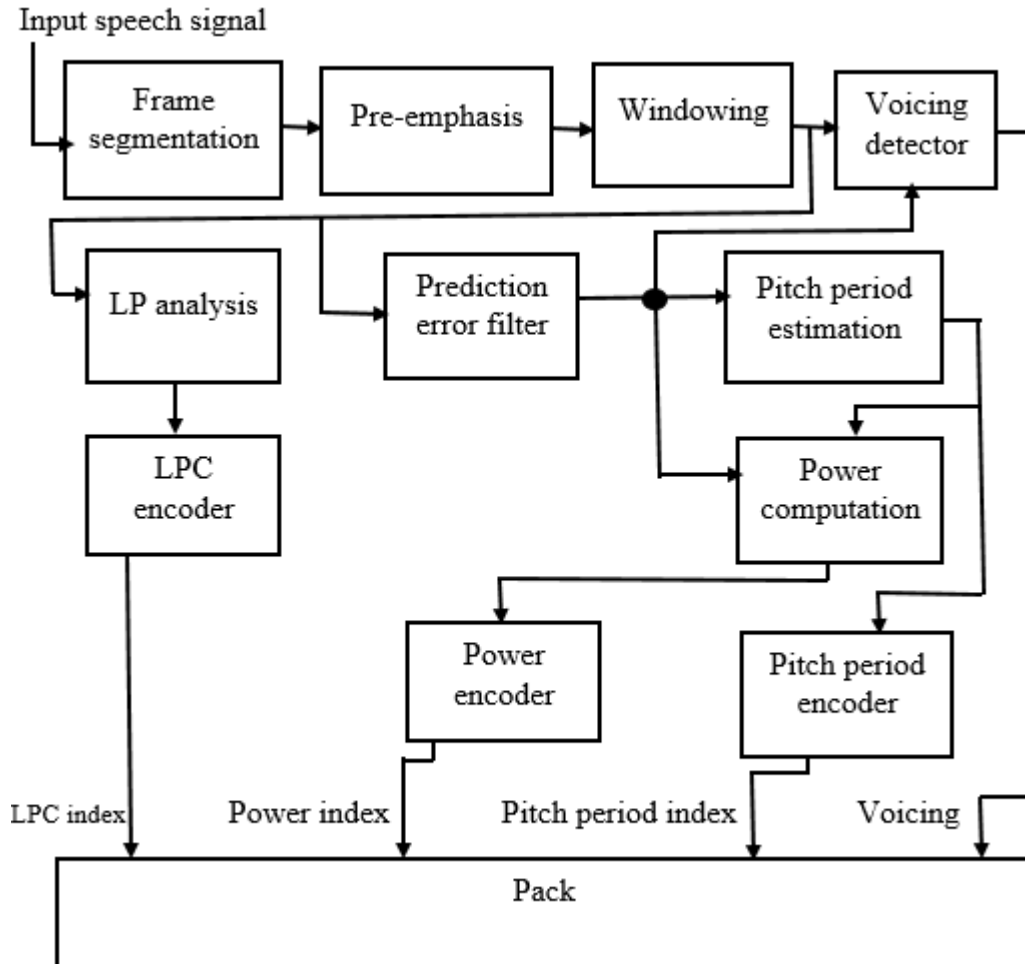 Input speech signal
Frame
segmentation
Pre-emphasis
Windowing
Voicing
detector
LP analysis
Prediction
error filter
Pitch period
estimation
LPC
encoder
Power
computation
Power
encoder
Pitch period
encoder
LPC index
Power index
Pitch period index
Voicing
Pack